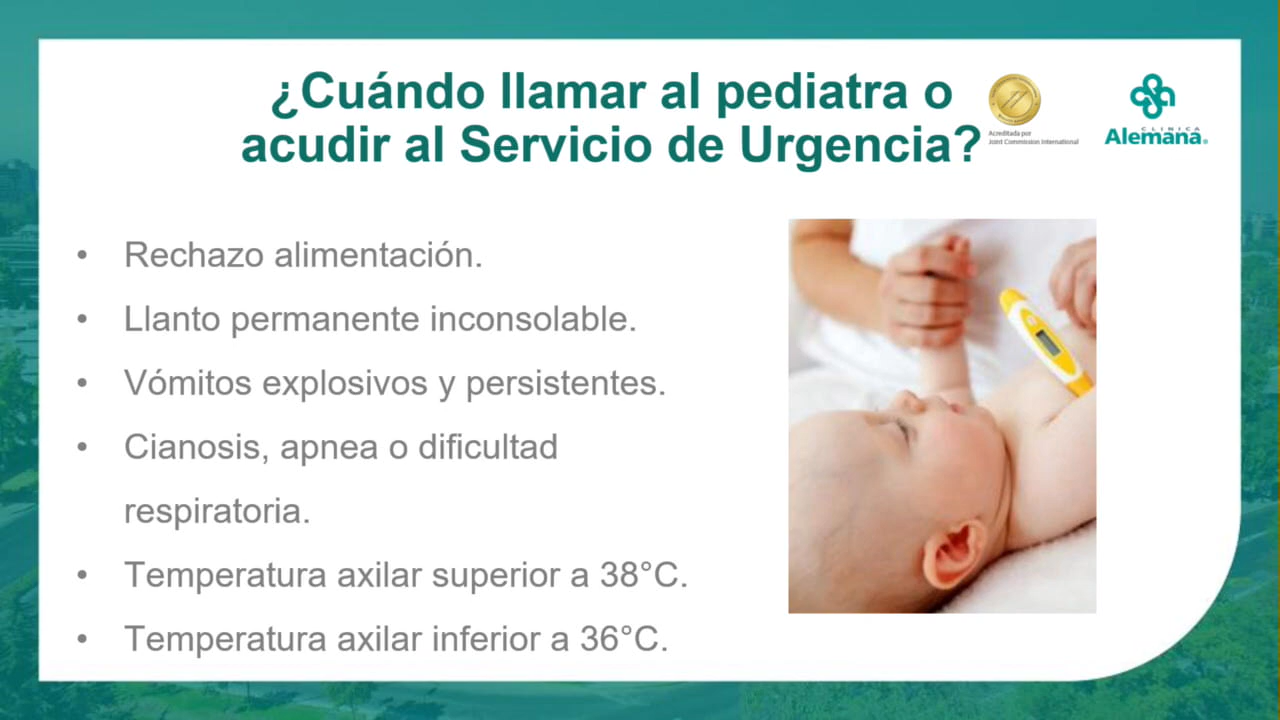 ¿Cuándo llamar al pediatra o
acudir al Servicio de Urgencia?
Acreditada por
Joint Commission International
CLINICA
Alemana®
• Rechazo alimentación.
• Llanto permanente inconsolable.
• Vómitos explosivos y persistentes.
• Cianosis, apnea o dificultad
respiratoria.
• Temperatura axilar superior a 38°C.
• Temperatura axilar inferior a 36°C.